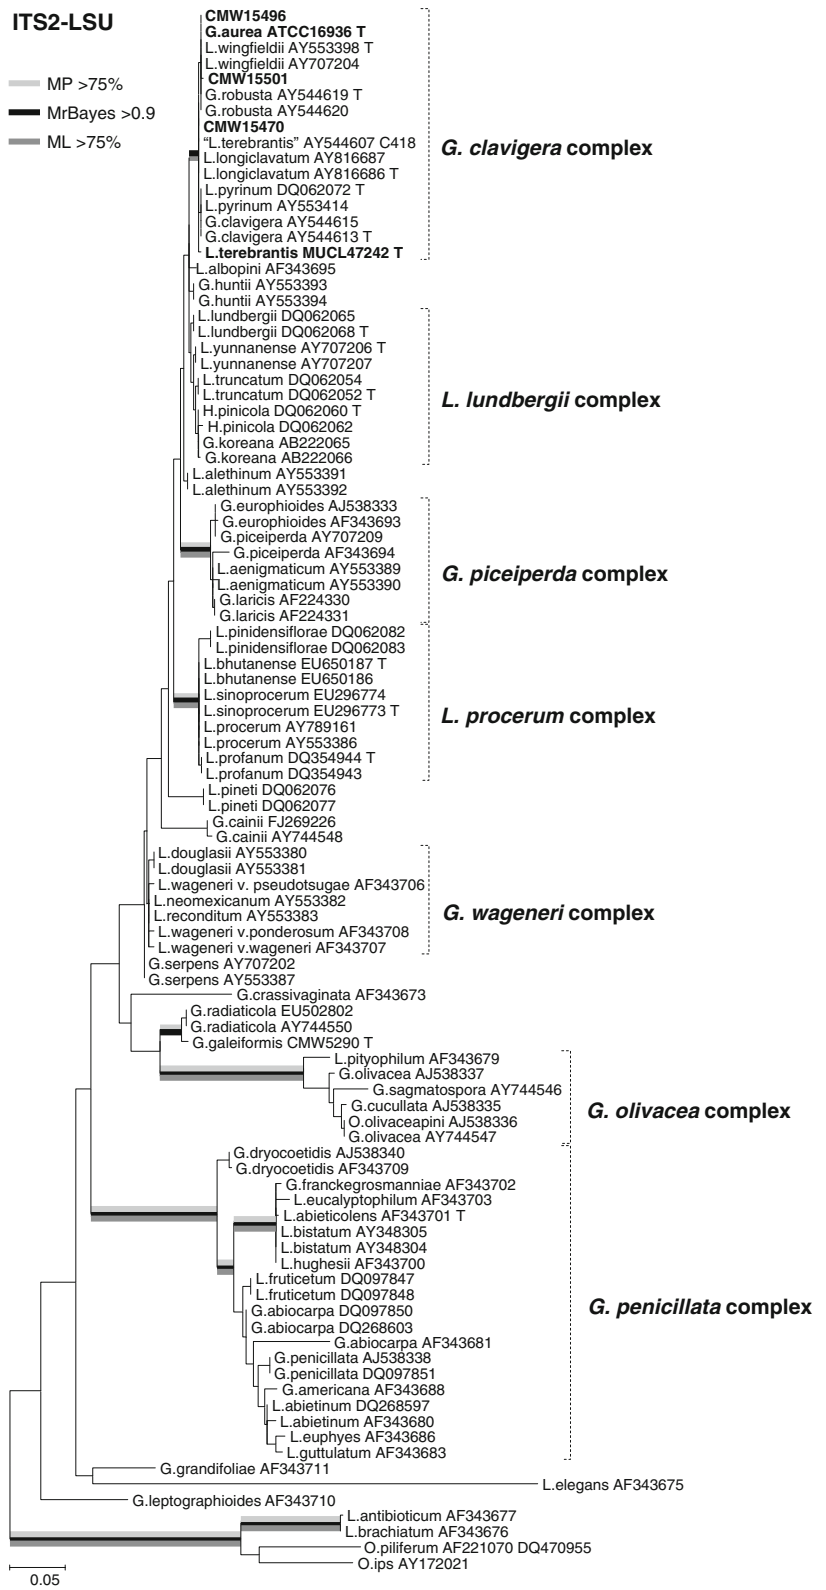 ITS2-LSU
MP >75%
MrBayes >0.9
ML >75%
CMW15496
G.aurea ATCC16936 T
L.wingfieldii AY553398 T
L.wingfieldii AY707204
CMW15501
G.robusta AY544619 T
G.robusta AY544620
CMW15470
"L.terebrantis" AY544607 C418
L.longiclavatum AY816687
L.longiclavatum AY816686 T
L.pyrinum DQ062072 T
L.pyrinum AY553414
G.clavigera AY544615
G.clavigera AY544613 T
L.terebrantis MUCL47242 T
G. clavigera complex
L.albopini AF343695
G.huntii AY553393
G.huntii AY553394
L.lundbergii DQ062065
L.lundbergii DQ062068 T
L.yunnanense AY707206 T
L.yunnanense AY707207
L.truncatum DQ062054
L.truncatum DQ062052 T
H.pinicola DQ062060 T
H.pinicola DQ062062
G.koreana AB222065
G.koreana AB222066
L. lundbergii complex
L.alethinum AY553391
L.alethinum AY553392
G.europhioides AJ538333
G.europhioides AF343693
G.piceiperda AY707209
G.piceiperda AF343694
L.aenigmaticum AY553389
L.aenigmaticum AY553390
G.laricis AF224330
G.laricis AF224331
G. piceiperda complex
L.pinidensiflorae DQ062082
L.pinidensiflorae DQ062083
L.bhutanense EU650187 T
L.bhutanense EU650186
L.sinoprocerum EU296774
L.sinoprocerum EU296773 T
L.procerum AY789161
L.procerum AY553386
L.profanum DQ354944 T
L.profanum DQ354943
L. procerum complex
L.pineti DQ062076
L.pineti DQ062077
G.cainii FJ269226
G.cainii AY744548
L.douglasii AY553380
L.douglasii AY553381
L.wageneri v. pseudotsugae AF343706
L.neomexicanum AY553382
L.reconditum AY553383
L.wageneri v.ponderosum AF343708
L.wageneri v.wageneri AF343707
G. wageneri complex
G.serpens AY707202
G.serpens AY553387
G.crassivaginata AF343673
G.radiaticola EU502802
G.radiaticola AY744550
G.galeiformis CMW5290 T
L.pityophilum AF343679
G.olivacea AJ538337
G.sagmatospora AY744546
G.cucullata AJ538335
O.olivaceapini AJ538336
G.olivacea AY744547
G. olivacea complex
G.dryocoetidis AJ538340
G.dryocoetidis AF343709
G.franckegrosmanniae AF343702
L.eucalyptophilum AF343703
L.abieticolens AF343701 T
L.bistatum AY348305
L.bistatum AY348304
L.hughesii AF343700
L.fruticetum DQ097847
L.fruticetum DQ097848
G.abiocarpa DQ097850
G.abiocarpa DQ268603
G.abiocarpa AF343681
G.penicillata AJ538338
G.penicillata DQ097851
G.americana AF343688
L.abietinum DQ268597
L.abietinum AF343680
L.euphyes AF343686
L.guttulatum AF343683
G. penicillata complex
G.grandifoliae AF343711
L.elegans AF343675
G.leptographioides AF343710
L.antibioticum AF343677
L.brachiatum AF343676
O.piliferum AF221070 DQ470955
O.ips AY172021
0.05